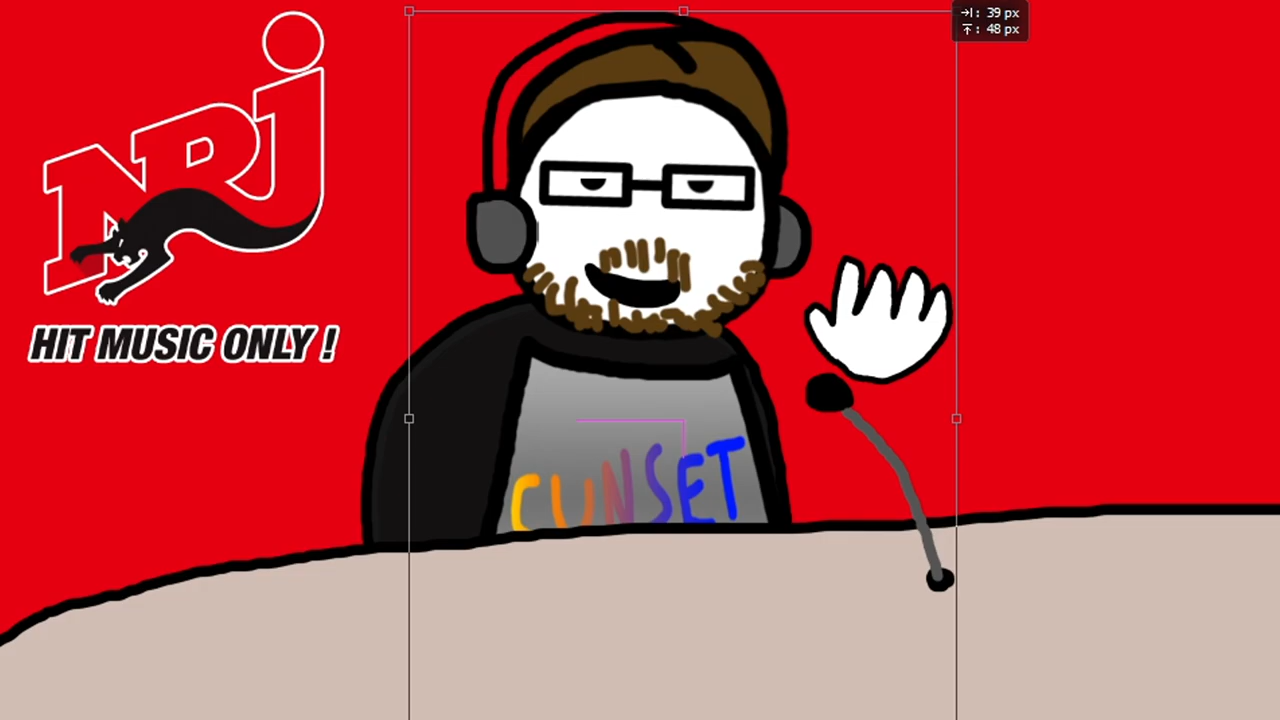 NRJ
HIT MUSIC ONLY !
CUNSET
→|: 39 px
↑: 48 px